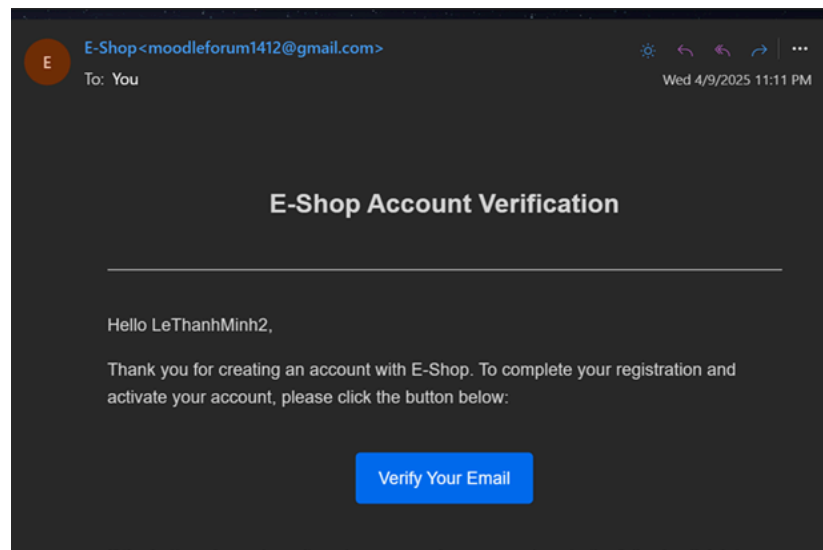 E
E-Shop<moodleforum1412@gmail.com>
To: You
Wed 4/9/2025 11:11 PM
E-Shop Account Verification
Hello LeThanhMinh2,
Thank you for creating an account with E-Shop. To complete your registration and
activate your account, please click the button below:
Verify Your Email